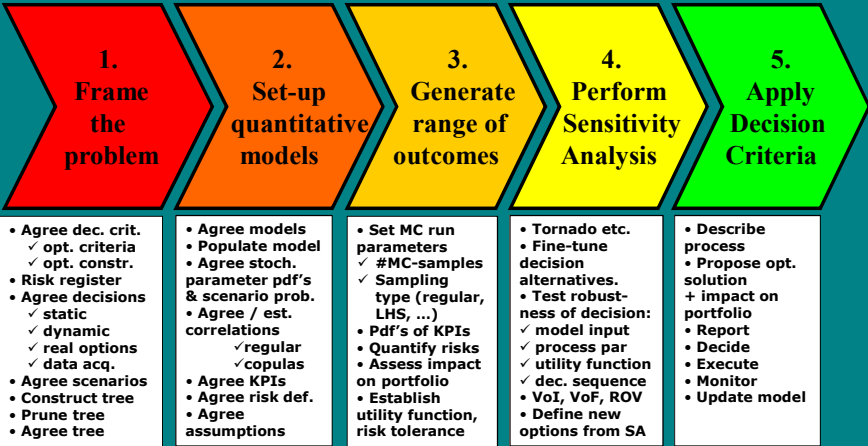 1.
Frame
the
problem
2.
Set-up
quantitative
models
3.
Generate
range of
outcomes
4.
Perform
Sensitivity
Analysis
5.
Apply
Decision
Criteria
• Agree dec. crit.
✓ opt. criteria
✓ opt. constr.
• Risk register
• Agree decisions
✓ static
✓ dynamic
✓ real options
✓ data acq.
• Agree scenarios
• Construct tree
• Prune tree
• Agree tree
• Agree models
• Populate model
• Agree stoch.
parameter pdf's
& scenario prob.
• Agree / est.
correlations
✓regular
✓copulas
• Agree KPIs
• Agree risk def.
• Agree
assumptions
• Set MC run
parameters
✓ #MC-samples
✓ Sampling
type (regular,
LHS, ...)
• Pdf's of KPIs
• Quantify risks
• Assess impact
on portfolio
• Establish
utility function,
risk tolerance
• Tornado etc.
• Fine-tune
decision
alternatives.
• Test robust-
ness of decision:
✓ model input
✓ process par
✓ utility function
✓ dec. sequence
• VoI, VoF, ROV
• Define new
options from SA
• Describe
process
• Propose opt.
solution
+ impact on
portfolio
• Report
• Decide
• Execute
• Monitor
• Update model